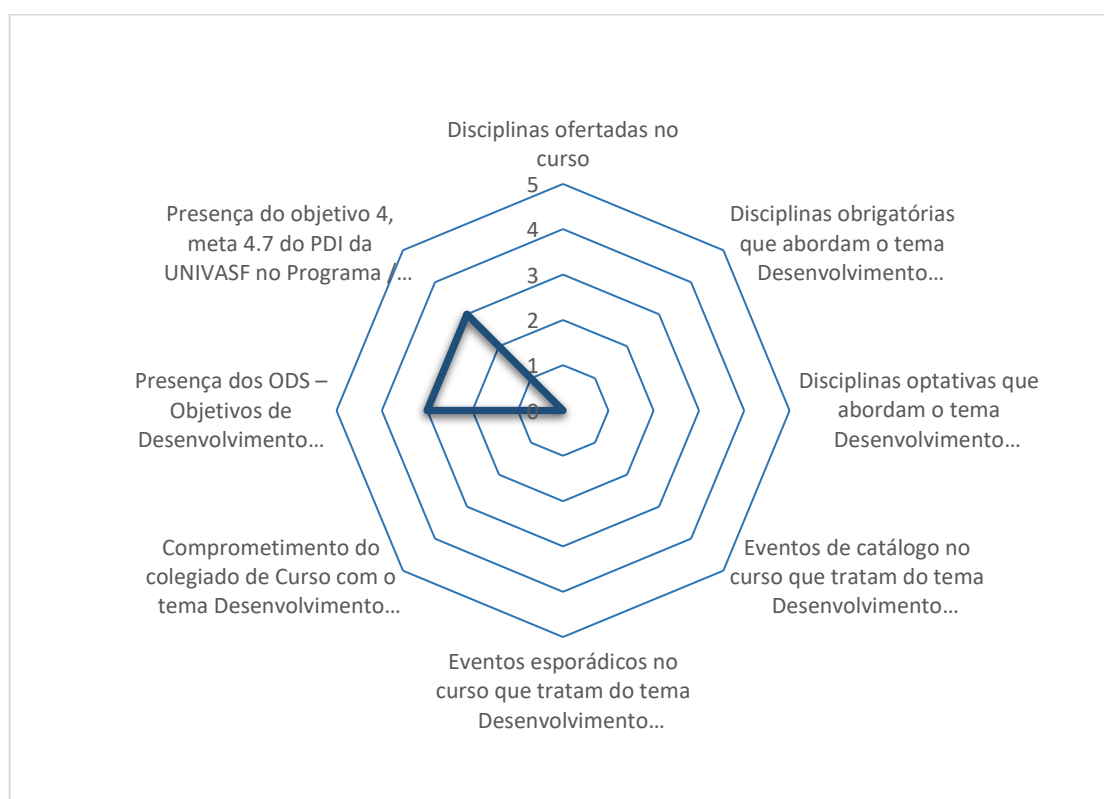 Disciplinas ofertadas no
curso
5
4
3
2
1
0
Disciplinas obrigatórias
que abordam o tema
Desenvolvimento...
Disciplinas optativas que
abordam o tema
Desenvolvimento...
Eventos de catálogo no
curso que tratam do tema
Desenvolvimento...
Eventos esporádicos no
curso que tratam do tema
Desenvolvimento...
Comprometimento do
colegiado de Curso com o
tema Desenvolvimento...
Presença dos ODS –
Objetivos de
Desenvolvimento...
Presença do objetivo 4,
meta 4.7 do PDI da
UNIVASF no Programa /...